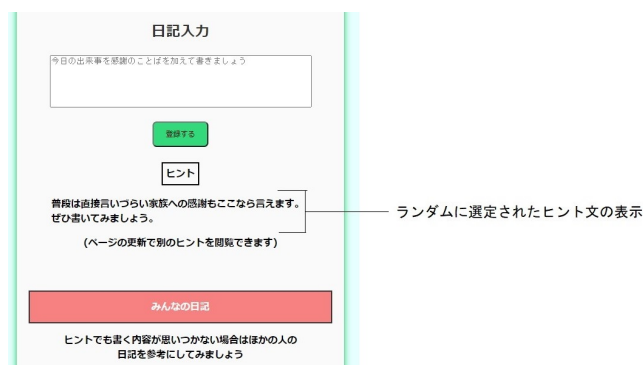 日記入力
今日の出来事を感謝のことばを加えて書きましょう
登録する
ヒント
普段は直接言いづらい家族への感謝もここなら言えます。
ぜひ書いてみましょう。
ランダムに選定されたヒント文の表示
(ページの更新で別のヒントを閲覧できます)
みんなの日記
ヒントでも書く内容が思いつかない場合はほかの人の
日記を参考にしてみましょう